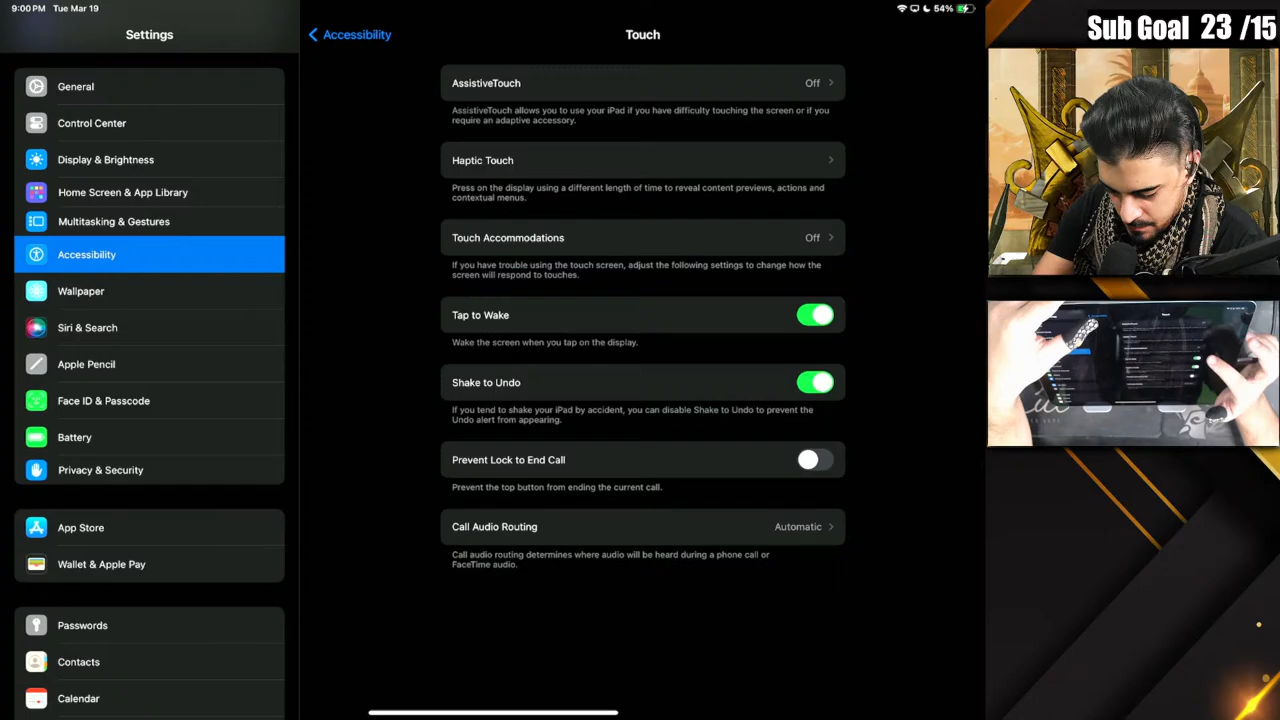 9:00 PM Tue Mar 19
54%
Sub Goal 23 /15
Settings
Accessibility
Touch
General
Control Center
Display & Brightness
Home Screen & App Library
Multitasking & Gestures
Accessibility
Wallpaper
Siri & Search
Apple Pencil
Face ID & Passcode
Battery
Privacy & Security
App Store
Wallet & Apple Pay
Passwords
Contacts
Calendar
AssistiveTouch Off
AssistiveTouch allows you to use your iPad if you have difficulty touching the screen or if you
require an adaptive accessory.
Haptic Touch
Press on the display using a different length of time to reveal content previews, actions and
contextual menus.
Touch Accommodations Off
If you have trouble using the touch screen, adjust the following settings to change how the
screen will respond to touches.
Tap to Wake
Wake the screen when you tap on the display.
Shake to Undo
If you tend to shake your iPad by accident, you can disable Shake to Undo to prevent the
Undo alert from appearing.
Prevent Lock to End Call
Prevent the top button from ending the current call.
Call Audio Routing Automatic
Call audio routing determines where audio will be heard during a phone call or
FaceTime audio.